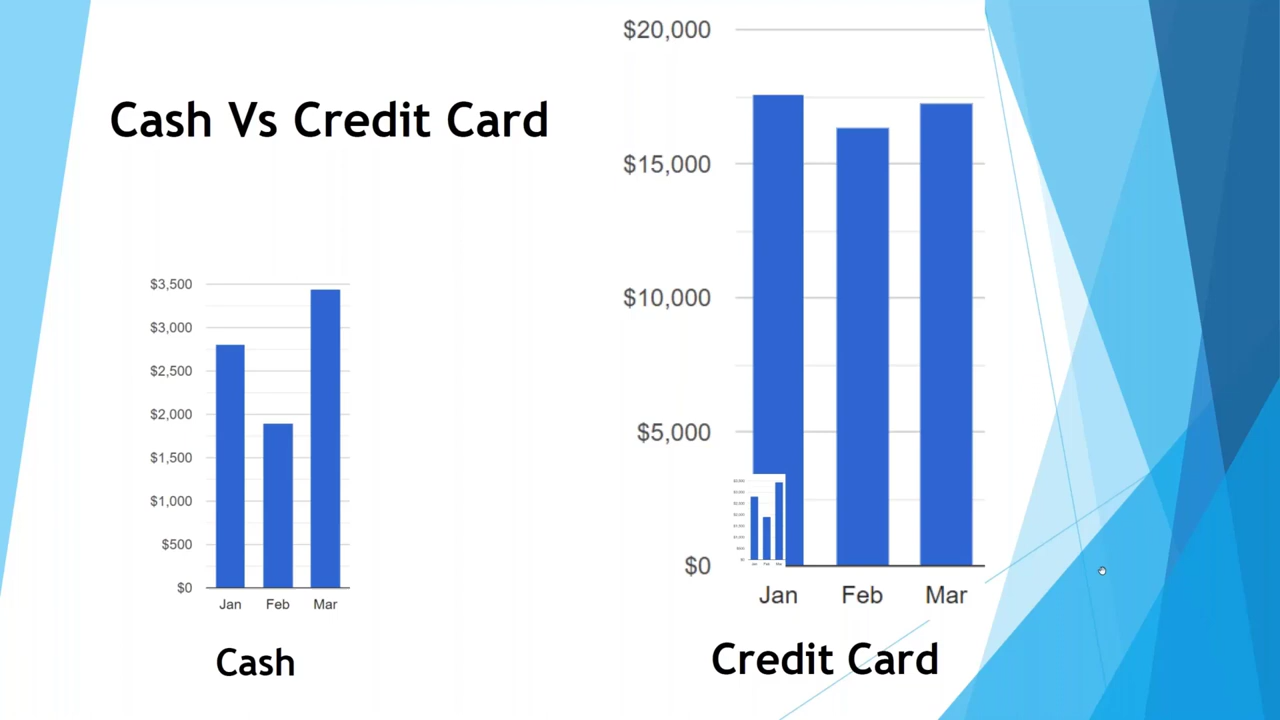 Cash Vs Credit Card
$3,500
$3,000
$2,500
$2,000
$1,500
$1,000
$500
$0
Jan Feb Mar
Cash
$20,000
$15,000
$10,000
$5,000
$0
Jan Feb Mar
Credit Card